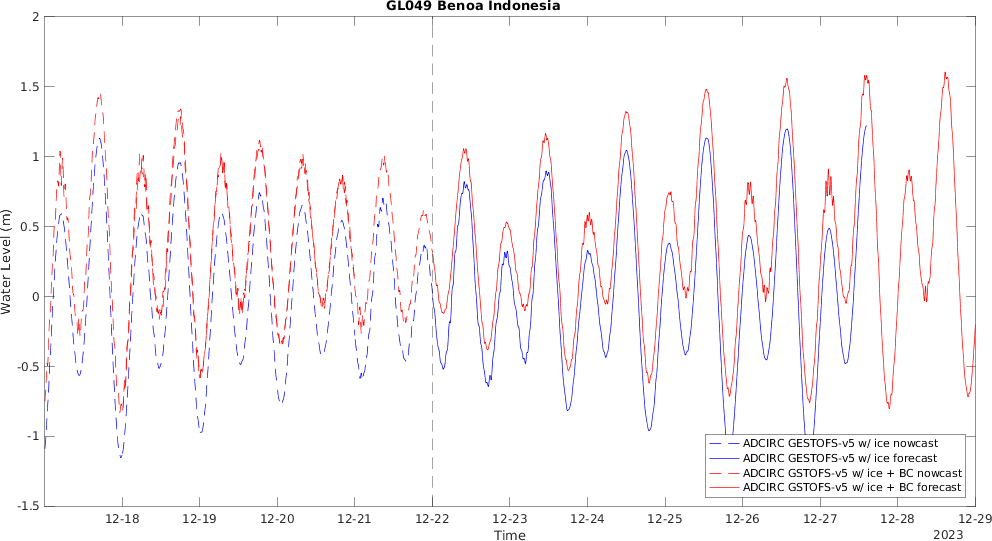 GL049 Benoa Indonesia
2
1.5
1
0.5
0
-0.5
-1
-1.5
Water Level (m)
ADCIRC GESTOFS-v5 w/ ice nowcast
ADCIRC GESTOFS-v5 w/ ice forecast
ADCIRC GSTOFS-v5 w/ ice + BC nowcast
ADCIRC GSTOFS-v5 w/ ice + BC forecast
12-18 12-19 12-20 12-21 12-22 12-23 12-24 12-25 12-26 12-27 12-28 12-29
Time
2023